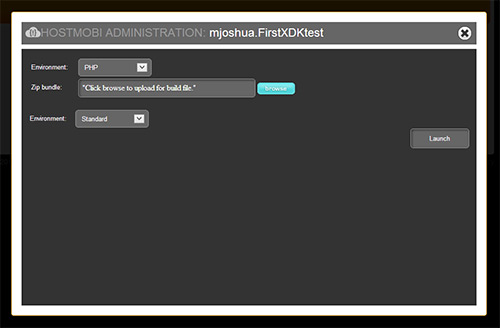 HOSTMOBI ADMINISTRATION: mjoshua.FirstXDKtest
Environment: PHP
Zip bundle: "Click browse to upload for build file." browse
Environment: Standard
Launch